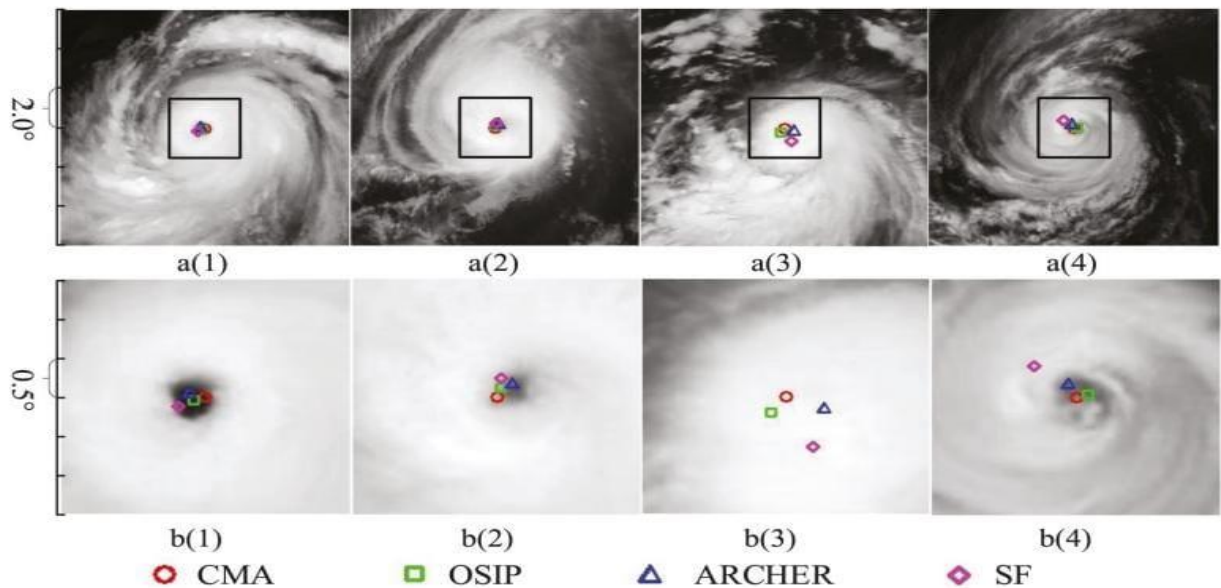 2.0°
a(1) a(2) a(3) a(4)
0.5°
b(1) b(2) b(3) b(4)
CMA OSIP ARCHER SF